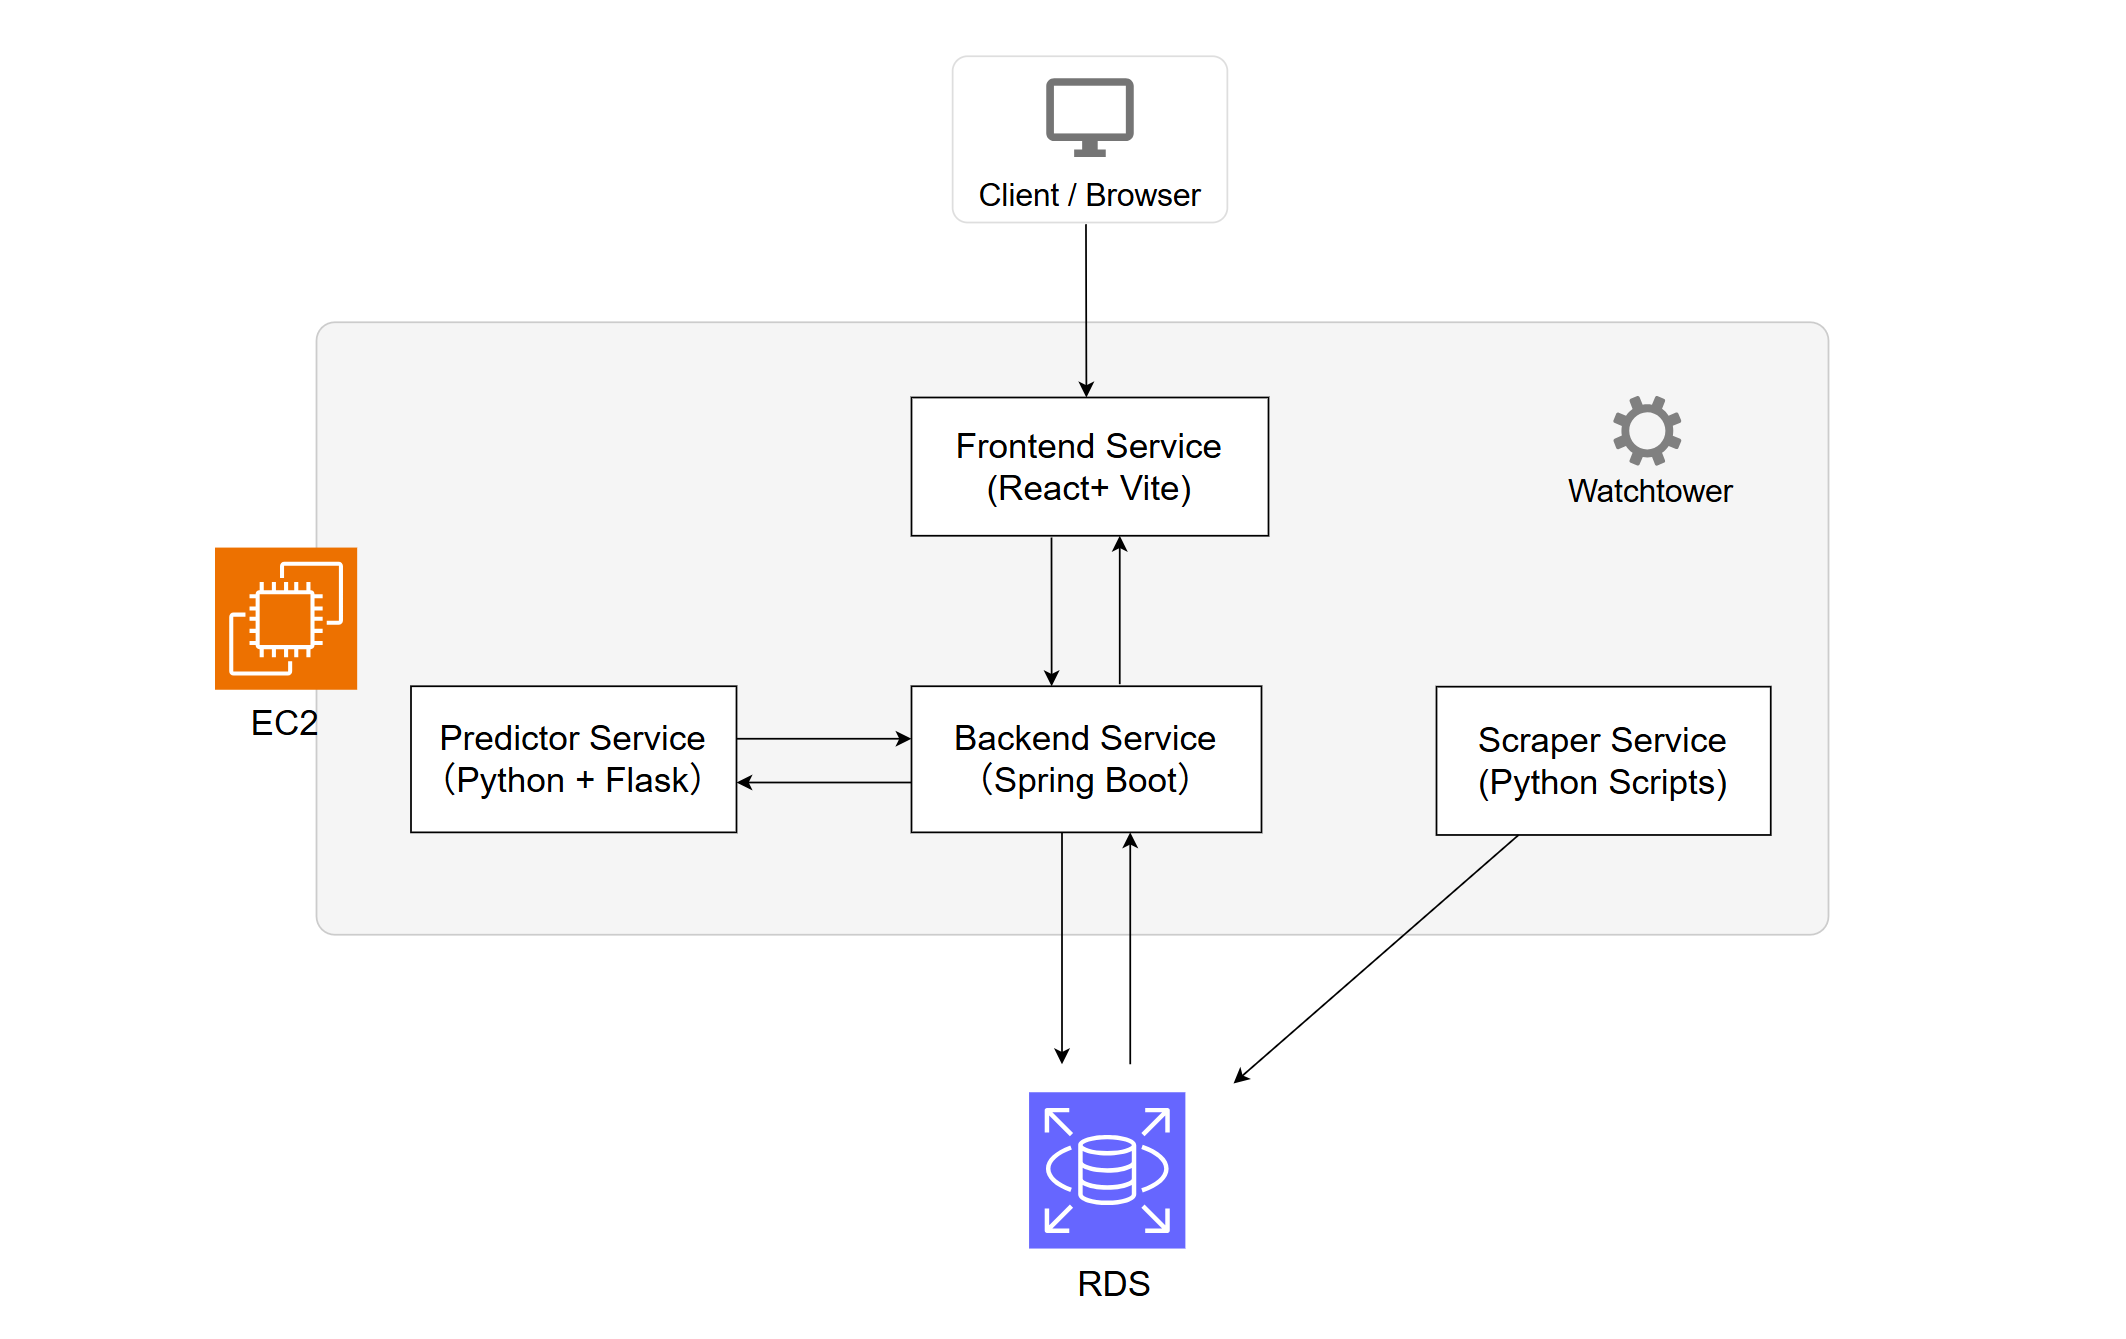 Client / Browser
Frontend Service
(React+ Vite)
Watchtower
EC2
Predictor Service
（Python + Flask）
Backend Service
（Spring Boot）
Scraper Service
(Python Scripts)
RDS